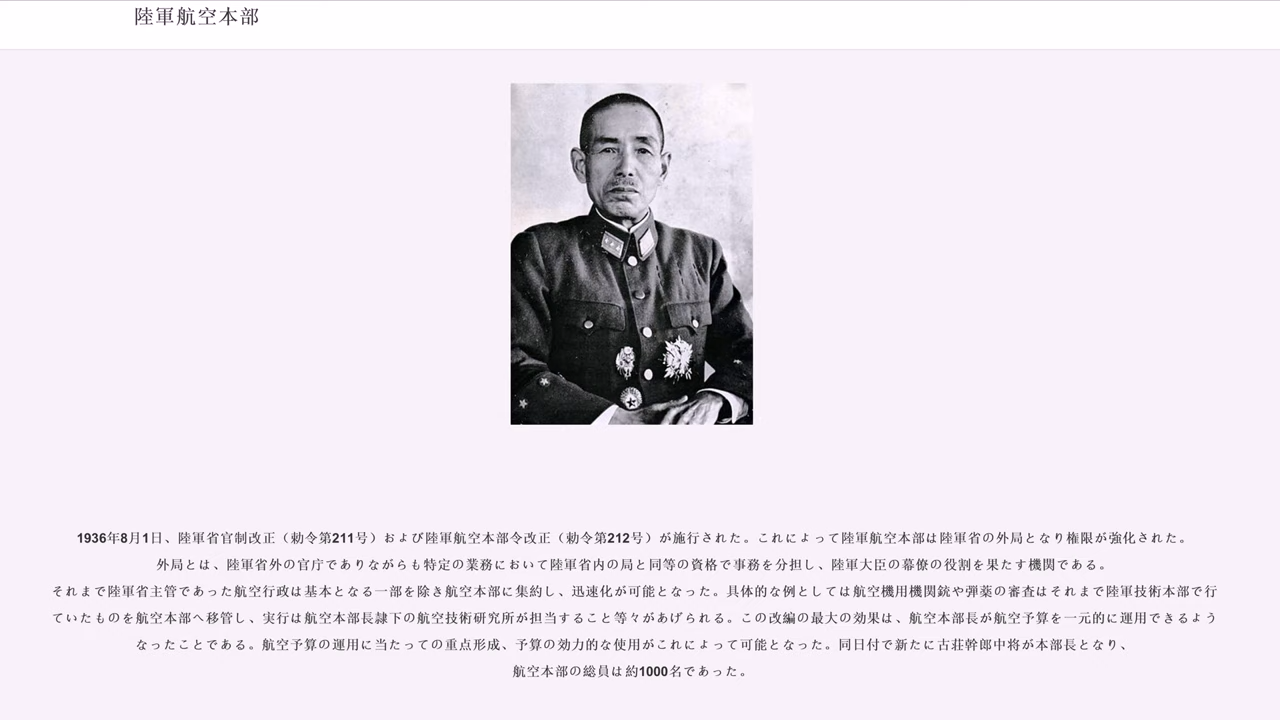 陸軍航空本部
1936年8月1日、陸軍省官制改正（勅令第211号）および陸軍航空本部令改正（勅令第212号）が施行された。これによって陸軍航空本部は陸軍省の外局となり権限が強化された。
外局とは、陸軍省外の官庁でありながらも特定の業務において陸軍省内の局と同等の資格で事務を分担し、陸軍大臣の幕僚の役割を果たす機関である。
それまで陸軍省主管であった航空行政は基本となる一部を除き航空本部に集約し、迅速化が可能となった。具体的な例としては航空機用機関銃や弾薬の審査はそれまで陸軍技術本部で行
ていたものを航空本部へ移管し、実行は航空本部長隷下の航空技術研究所が担当すること等々があげられる。この改編の最大の効果は、航空本部長が航空予算を一元的に運用できるよう
なったことである。航空予算の運用に当たっての重点形成、予算の効力的な使用がこれによって可能となった。同日付で新たに古荘幹郎中将が本部長となり、
航空本部の総員は約1000名であった。